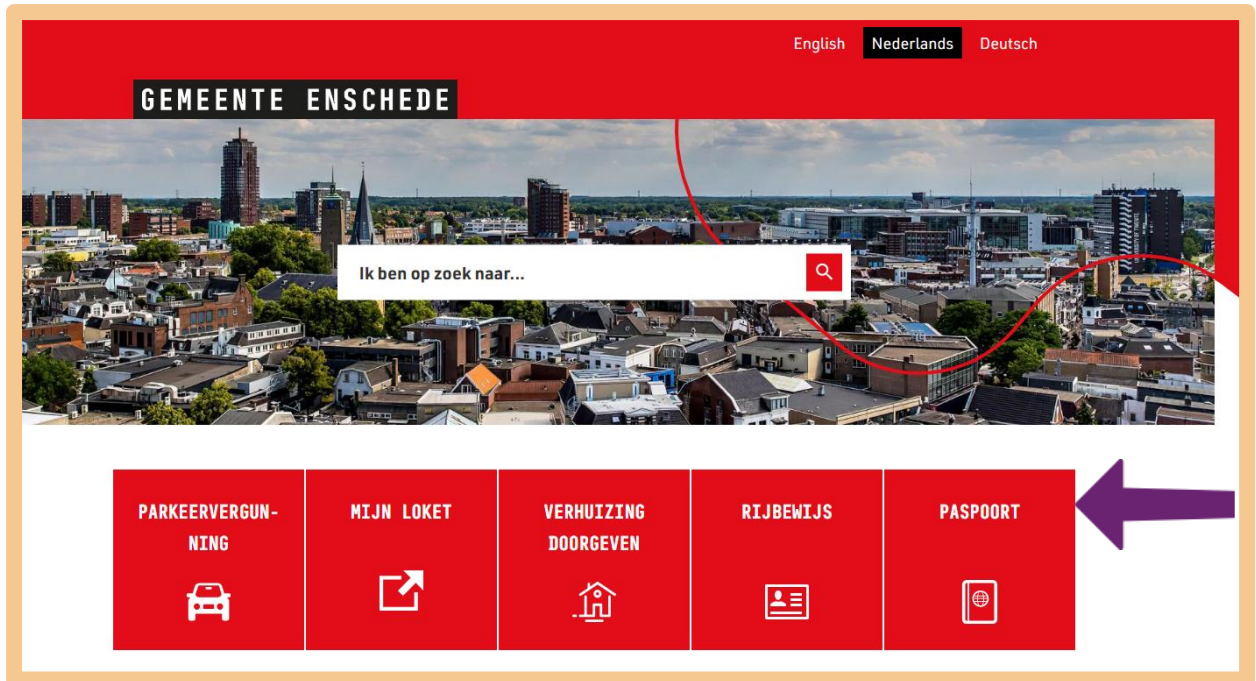 English Nederlands Deutsch
GEMEENTE ENSCHEDE
Ik ben op zoek naar...
PARKEERVERGUN-
NING
MIJN LOKET
VERHUIZING
DOORGEVEN
RIJBEWIJS
PASPOORT